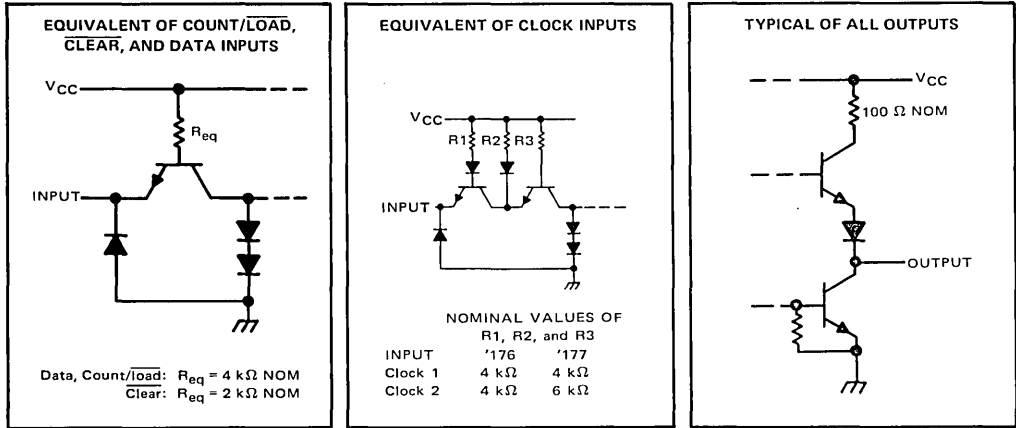 EQUIVALENT OF COUNT/LOAD,
CLEAR, AND DATA INPUTS
VCC
Req
INPUT
Data, Count/load: Req = 4 kΩ NOM
Clear: Req = 2 kΩ NOM
EQUIVALENT OF CLOCK INPUTS
VCC
R1 R2 R3
INPUT
NOMINAL VALUES OF
R1, R2, and R3
INPUT '176 '177
Clock 1 4 kΩ 4 kΩ
Clock 2 4 kΩ 6 kΩ
TYPICAL OF ALL OUTPUTS
VCC
100 Ω NOM
OUTPUT